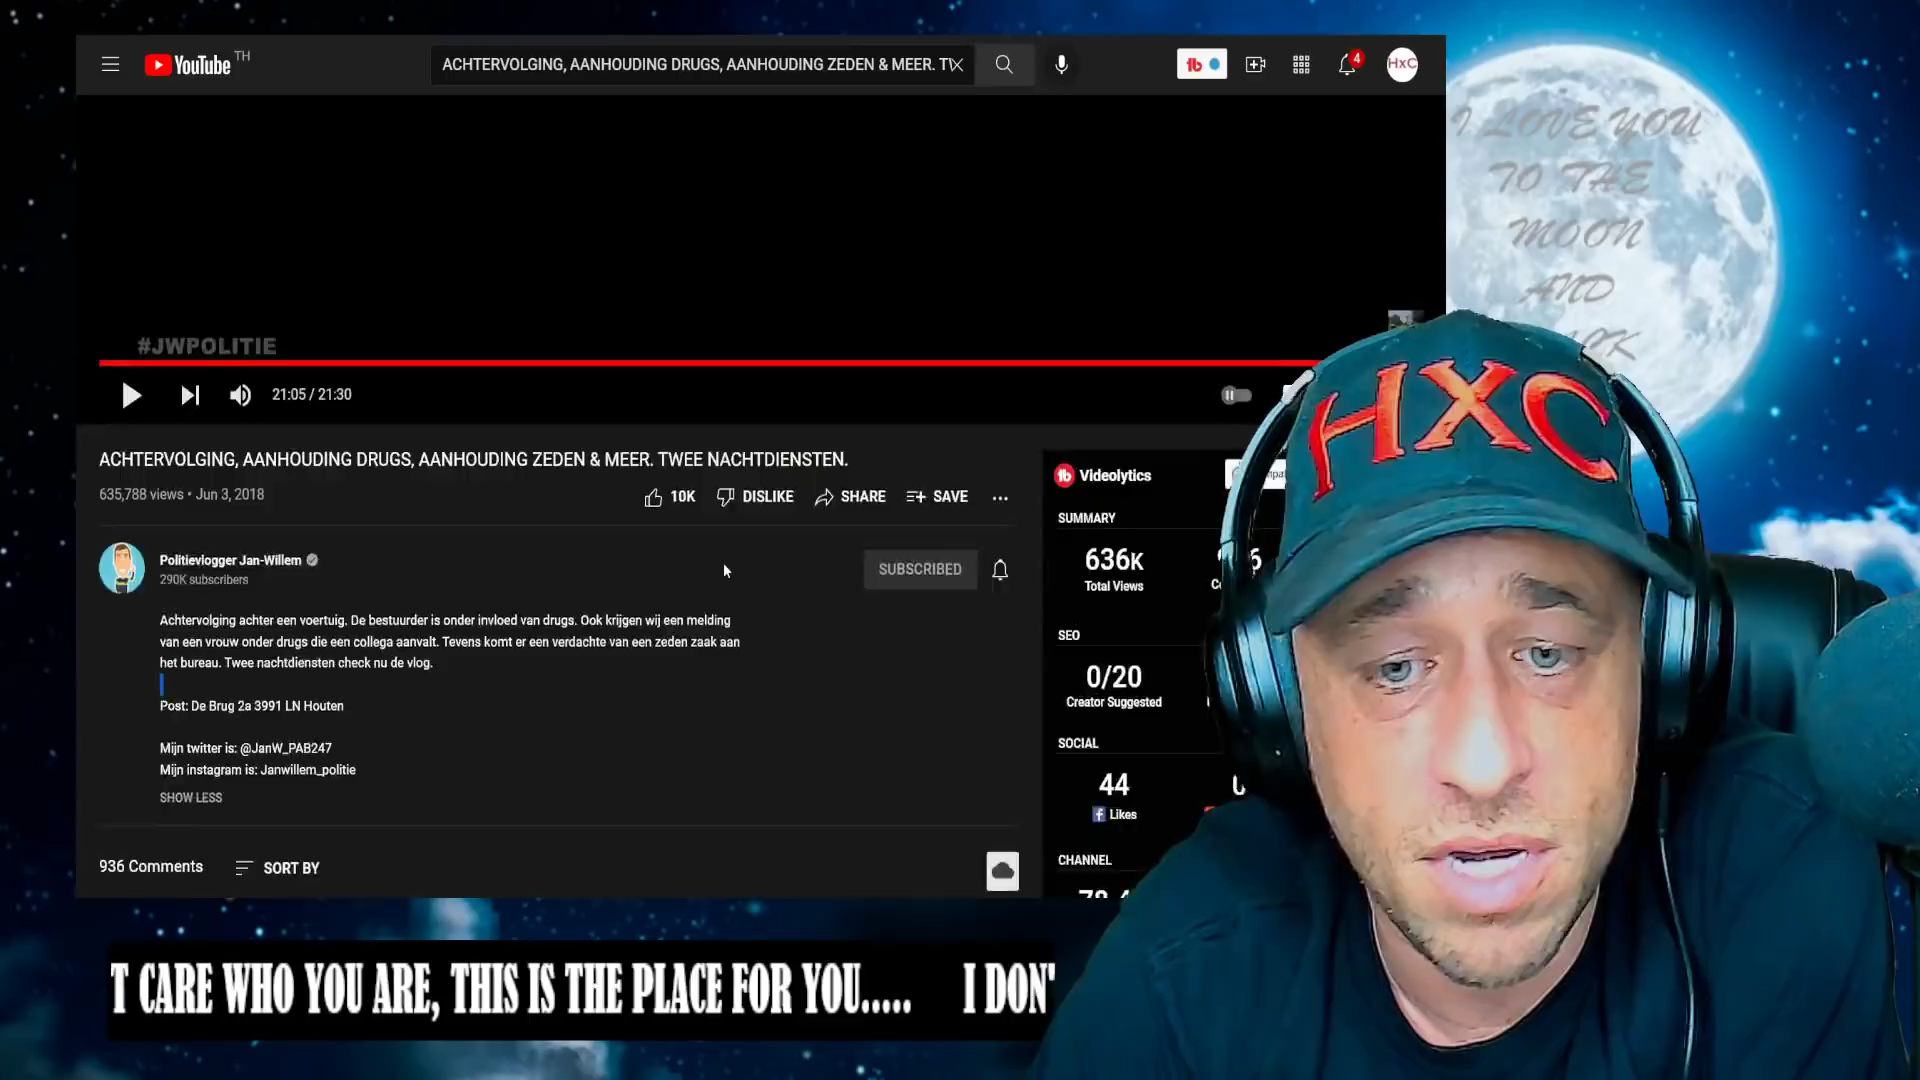 YouTube TH
ACHTERVOLGING, AANHOUDING DRUGS, AANHOUDING ZEDEN & MEER.
4
HxC
I LOVE YOU
TO THE
MOON
AND
#JWPOLITIE
21:05 / 21:30
HXC
ACHTERVOLGING, AANHOUDING DRUGS, AANHOUDING ZEDEN & MEER. TWEE NACHTDIENSTEN.
635,788 views • Jun 3, 2018
10K DISLIKE SHARE SAVE
Politievlogger Jan-Willem
290K subscribers
SUBSCRIBED
Achtervolging achter een voertuig. De bestuurder is onder invloed van drugs. Ook krijgen wij een melding
van een vrouw onder drugs die een collega aanvalt. Tevens komt er een verdachte van een zeden zaak aan
het bureau. Twee nachtdiensten check nu de vlog.
Post: De Brug 2a 3991 LN Houten
Mijn twitter is: @JanW_PAB247
Mijn instagram is: Janwillem_politie
SHOW LESS
936 Comments SORT BY
tb Videolytics
SUMMARY
636K
Total Views
SEO
0/20
Creator Suggested
SOCIAL
44
Likes
CHANNEL
T CARE WHO YOU ARE, THIS IS THE PLACE FOR YOU..... I DON'